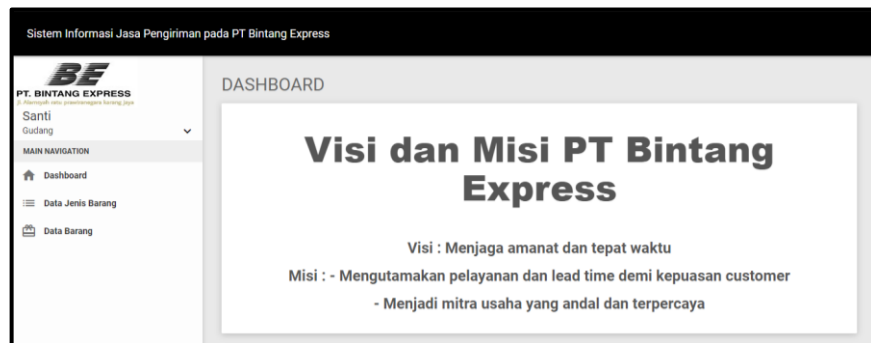 Sistem Informasi Jasa Pengiriman pada PT Bintang Express
BE
PT. BINTANG EXPRESS
Santi
Gudang
MAIN NAVIGATION
Dashboard
Data Jenis Barang
Data Barang
DASHBOARD
Visi dan Misi PT Bintang
Express
Visi : Menjaga amanat dan tepat waktu
Misi : - Mengutamakan pelayanan dan lead time demi kepuasan customer
- Menjadi mitra usaha yang andal dan terpercaya